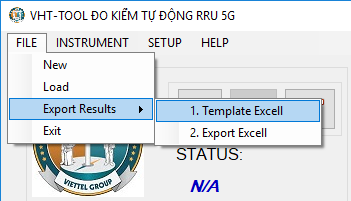 VHT-TOOL ĐO KIỂM TỰ ĐỘNG RRU 5G
FILE INSTRUMENT SETUP HELP
New
Load
Export Results
1. Template Excell
2. Export Excell
Exit
VIETTEL GROUP
STATUS:
N/A